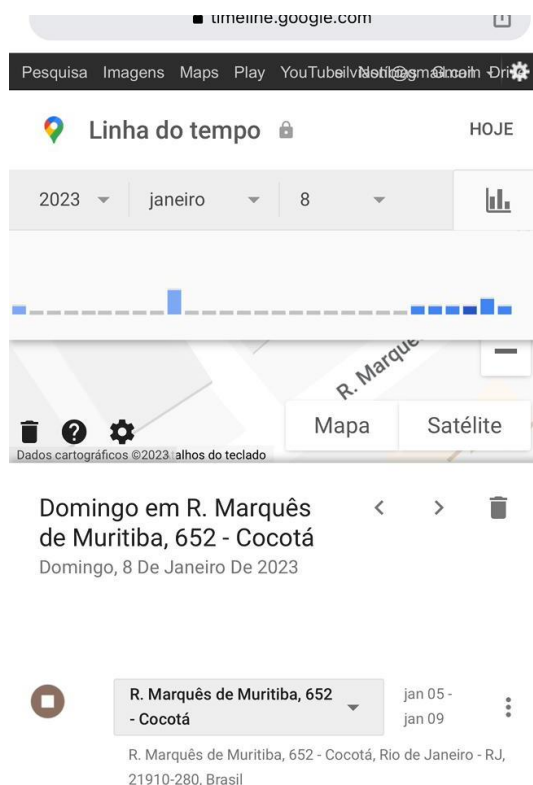 timeline.google.com
Pesquisa Imagens Maps Play YouTube Notícias Gmail Drive
Linha do tempo HOJE
2023 janeiro 8
R. Marquê
Mapa Satélite
Dados cartográficos ©2023 alhos do teclado
Domingo em R. Marquês
de Muritiba, 652 - Cocotá
Domingo, 8 De Janeiro De 2023
R. Marquês de Muritiba, 652
- Cocotá
jan 05 -
jan 09
R. Marquês de Muritiba, 652 - Cocotá, Rio de Janeiro - RJ,
21910-280, Brasil